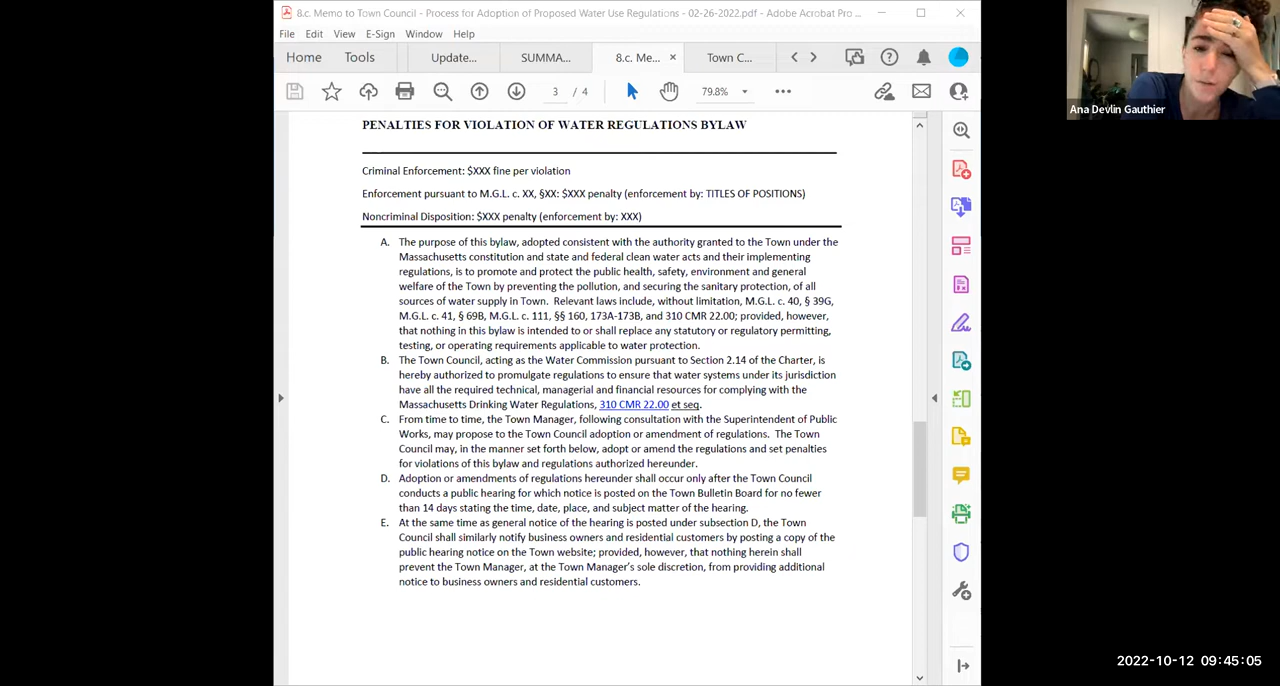 8.c. Memo to Town Council - Process for Adoption of Proposed Water Use Regulations - 02-26-2022.pdf - Adobe Acrobat Pro ...
File Edit View E-Sign Window Help
Home Tools Update... SUMMA... 8.c. Me... × Town C...
3 / 4 79.8%
Ana Devlin Gauthier
PENALTIES FOR VIOLATION OF WATER REGULATIONS BYLAW
Criminal Enforcement: $XXX fine per violation
Enforcement pursuant to M.G.L. c. XX, §XX: $XXX penalty (enforcement by: TITLES OF POSITIONS)
Noncriminal Disposition: $XXX penalty (enforcement by: XXX)
A. The purpose of this bylaw, adopted consistent with the authority granted to the Town under the
Massachusetts constitution and state and federal clean water acts and their implementing
regulations, is to promote and protect the public health, safety, environment and general
welfare of the Town by preventing the pollution, and securing the sanitary protection, of all
sources of water supply in Town. Relevant laws include, without limitation, M.G.L. c. 40, § 39G,
M.G.L. c. 41, § 69B, M.G.L. c. 111, §§ 160, 173A-173B, and 310 CMR 22.00; provided, however,
that nothing in this bylaw is intended to or shall replace any statutory or regulatory permitting,
testing, or operating requirements applicable to water protection.
B. The Town Council, acting as the Water Commission pursuant to Section 2.14 of the Charter, is
hereby authorized to promulgate regulations to ensure that water systems under its jurisdiction
have all the required technical, managerial and financial resources for complying with the
Massachusetts Drinking Water Regulations, 310 CMR 22.00 et seq.
C. From time to time, the Town Manager, following consultation with the Superintendent of Public
Works, may propose to the Town Council adoption or amendment of regulations. The Town
Council may, in the manner set forth below, adopt or amend the regulations and set penalties
for violations of this bylaw and regulations authorized hereunder.
D. Adoption or amendments of regulations hereunder shall occur only after the Town Council
conducts a public hearing for which notice is posted on the Town Bulletin Board for no fewer
than 14 days stating the time, date, place, and subject matter of the hearing.
E. At the same time as general notice of the hearing is posted under subsection D, the Town
Council shall similarly notify business owners and residential customers by posting a copy of the
public hearing notice on the Town website; provided, however, that nothing herein shall
prevent the Town Manager, at the Town Manager's sole discretion, from providing additional
notice to business owners and residential customers.
2022-10-12 09:45:05